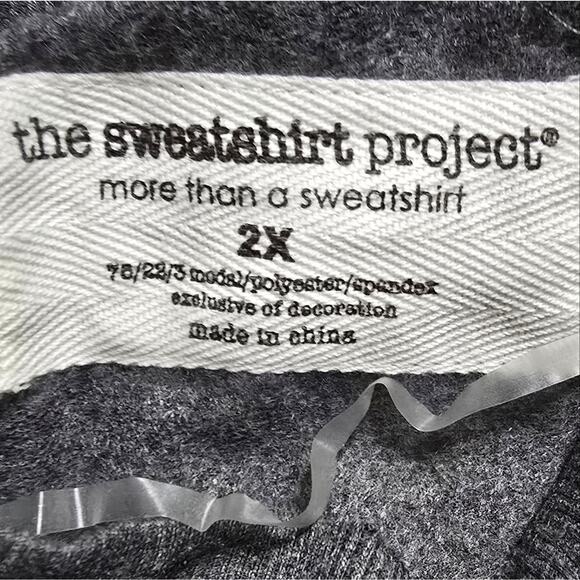 the sweatshirt project®
more than a sweatshirt
2X
75/22/3 modal/polyester/spandex
exclusive of decoration
made in china